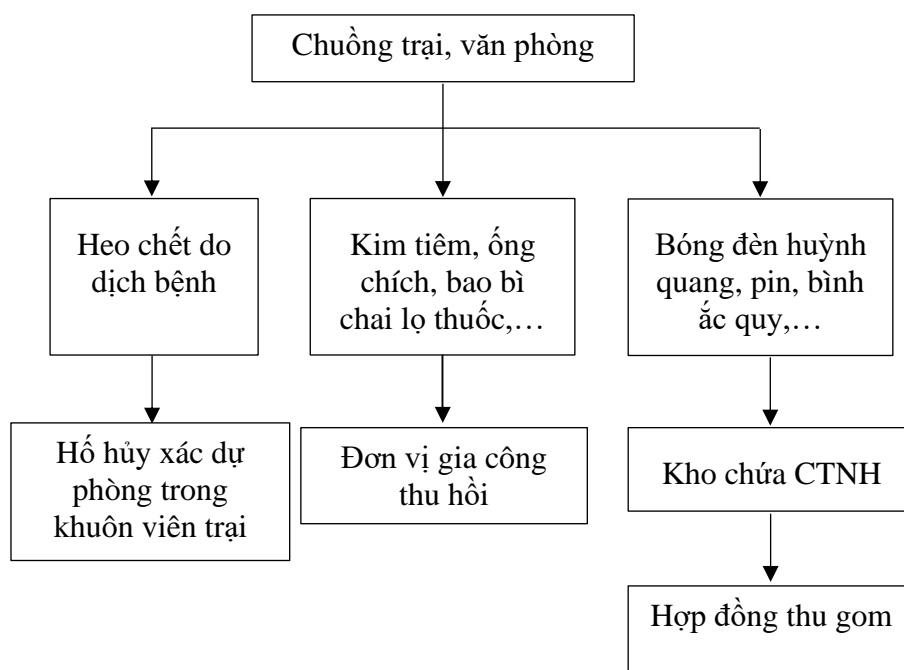 Chuồng trại, văn phòng
Heo chết do
dịch bệnh
Kim tiêm, ống
chích, bao bì
chai lọ thuốc,…
Bóng đèn huỳnh
quang, pin, bình
ắc quy,…
Hố hủy xác dự
phòng trong
khuôn viên trại
Đơn vị gia công
thu hồi
Kho chứa CTNH
Hợp đồng thu gom